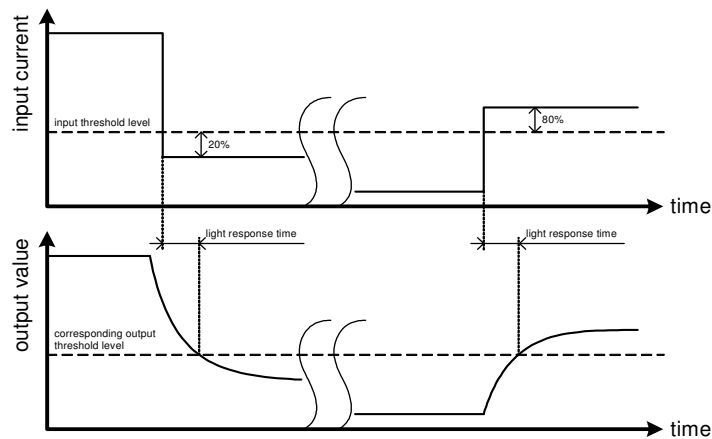 input current
input threshold level
20%
80%
time
light response time
light response time
output value
corresponding output
threshold level
time